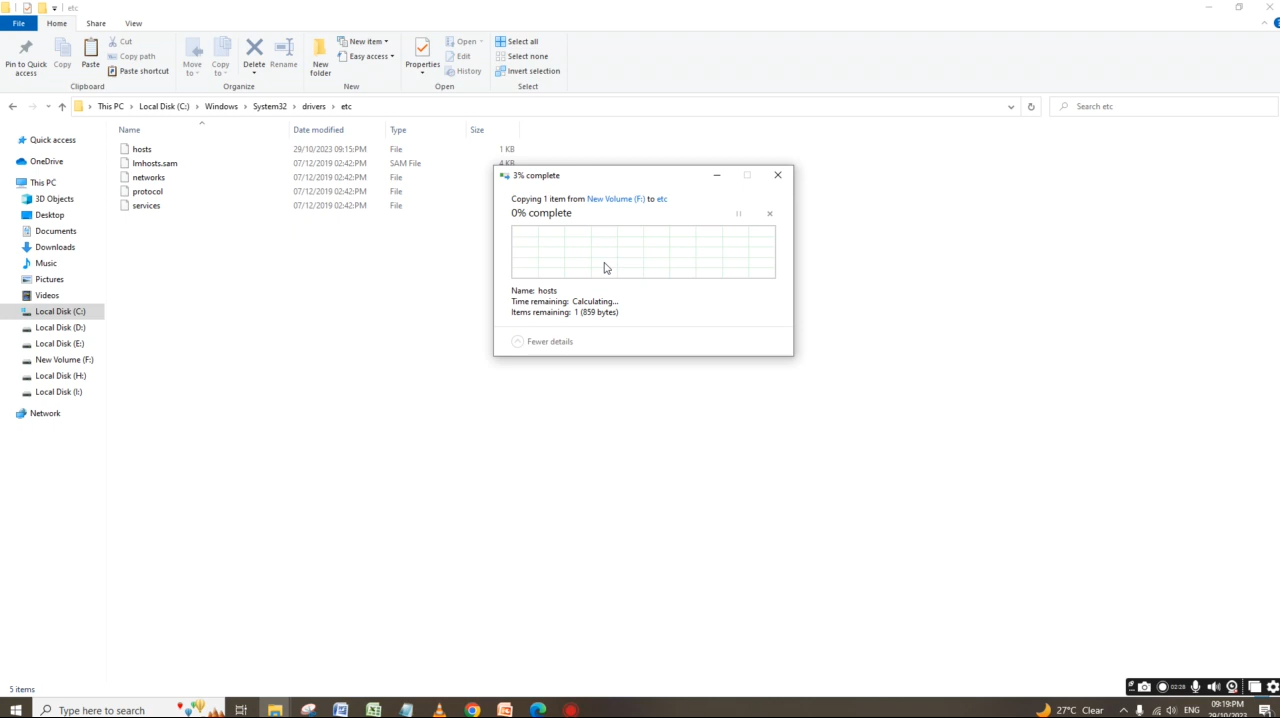 etc
File
Home
Share
View
Pin to Quick access
Copy
Paste
Cut
Copy path
Paste shortcut
Clipboard
Move to
Copy to
Delete
Rename
Organize
New folder
New item
Easy access
New
Properties
Open
Edit
History
Open
Select all
Select none
Invert selection
Select
This PC > Local Disk (C:) > Windows > System32 > drivers > etc
Search etc
Name Date modified Type Size
hosts 29/10/2023 09:15:PM File 1 KB
lmhosts.sam 07/12/2019 02:42:PM SAM File 4 KB
networks 07/12/2019 02:42:PM File
protocol 07/12/2019 02:42:PM File
services 07/12/2019 02:42:PM File
Quick access
OneDrive
This PC
3D Objects
Desktop
Documents
Downloads
Music
Pictures
Videos
Local Disk (C:)
Local Disk (D:)
Local Disk (E:)
New Volume (F:)
Local Disk (H:)
Local Disk (I:)
Network
3% complete
Copying 1 item from New Volume (F:) to etc
0% complete
Name: hosts
Time remaining: Calculating...
Items remaining: 1 (859 bytes)
Fewer details
5 items
02:28
Type here to search
27°C Clear
ENG
09:19:PM
29/10/2023